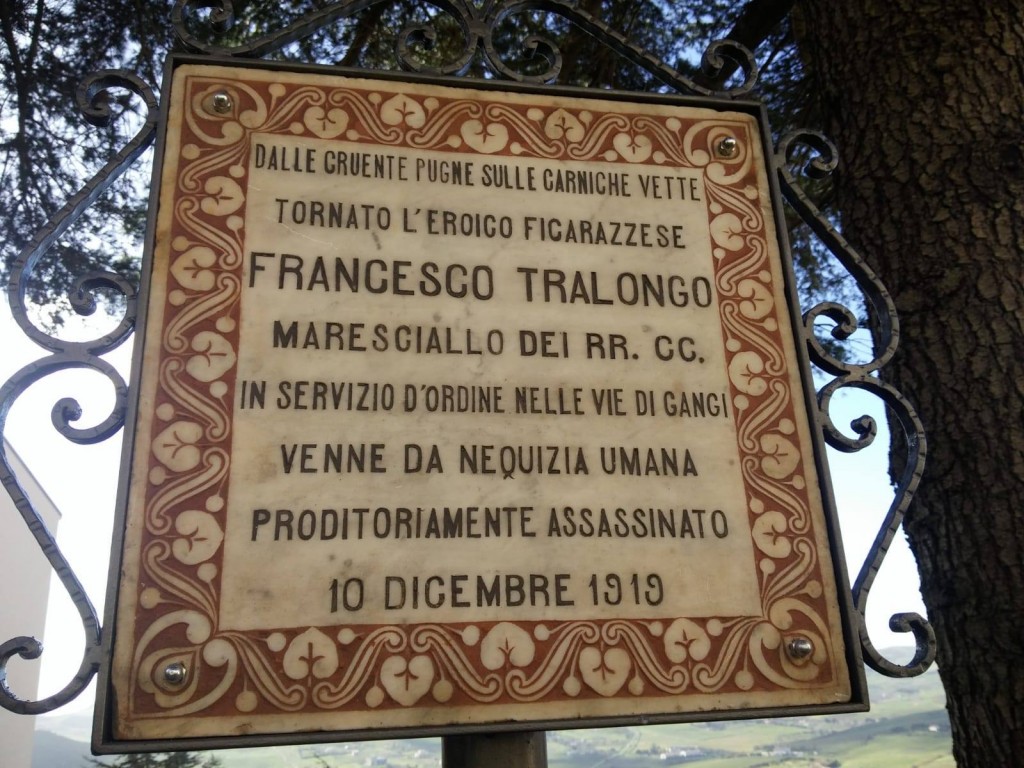 DALLE CRUENTE PUGNE SULLE CARNICHE VETTE
TORNATO L'EROICO FICARAZZESE
FRANCESCO TRALONGO
MARESCIALLO DEI RR. CC.
IN SERVIZIO D'ORDINE NELLE VIE DI GANGI
VENNE DA NEQUIZIA UMANA
PRODITORIAMENTE ASSASSINATO
10 DICEMBRE 1919